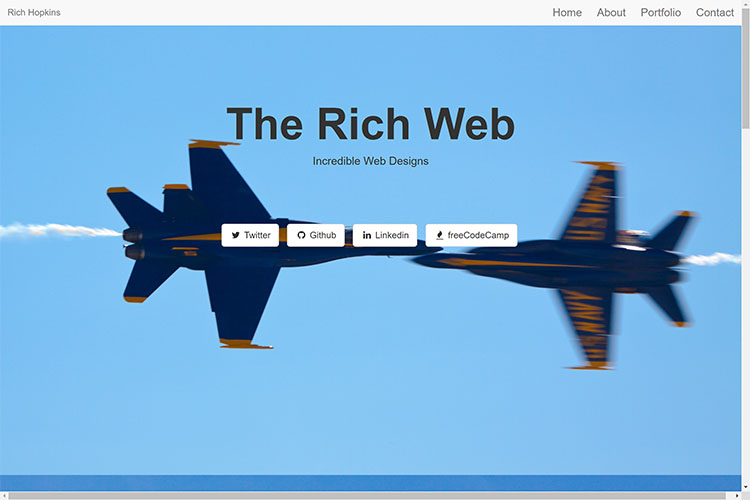 Rich Hopkins
Home About Portfolio Contact
The Rich Web
Incredible Web Designs
Twitter Github Linkedin freeCodeCamp